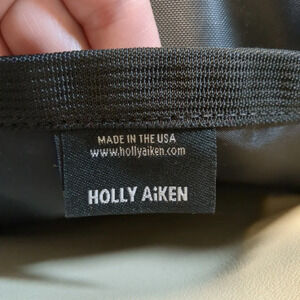 MADE IN THE USA
www.hollyaiken.com
HOLLY AiKEN